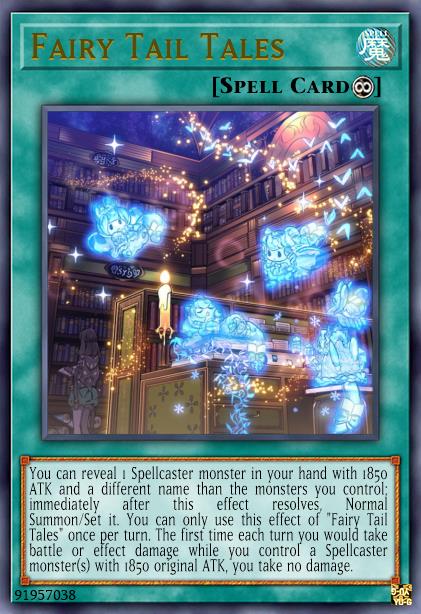 Fairy Tail Tales
[Spell Card]
You can reveal 1 Spellcaster monster in your hand with 1850
ATK and a different name than the monsters you control;
immediately after this effect resolves, Normal
Summon/Set it. You can only use this effect of "Fairy Tail
Tales" once per turn. The first time each turn you would take
battle or effect damage while you control a Spellcaster
monster(s) with 1850 original ATK, you take no damage.
91957038